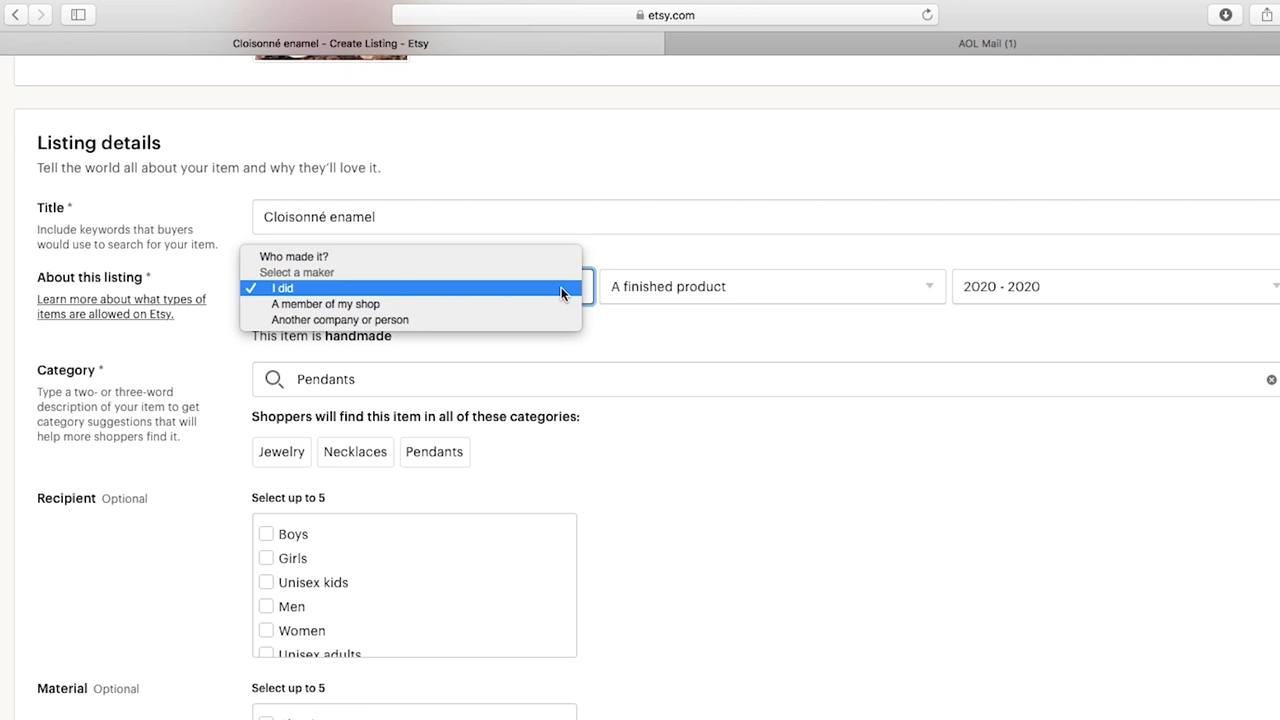 etsy.com
Cloisonné enamel - Create Listing - Etsy
AOL Mail (1)
Listing details
Tell the world all about your item and why they'll love it.
Title *
Include keywords that buyers
would use to search for your item.
Cloisonné enamel
About this listing *
Learn more about what types of
items are allowed on Etsy.
Who made it?
Select a maker
✓ I did
A member of my shop
Another company or person
A finished product
2020 - 2020
This item is handmade
Category *
Type a two- or three-word
description of your item to get
category suggestions that will
help more shoppers find it.
Pendants
Shoppers will find this item in all of these categories:
Jewelry
Necklaces
Pendants
Recipient Optional
Select up to 5
Boys
Girls
Unisex kids
Men
Women
Unisex adults
Material Optional
Select up to 5